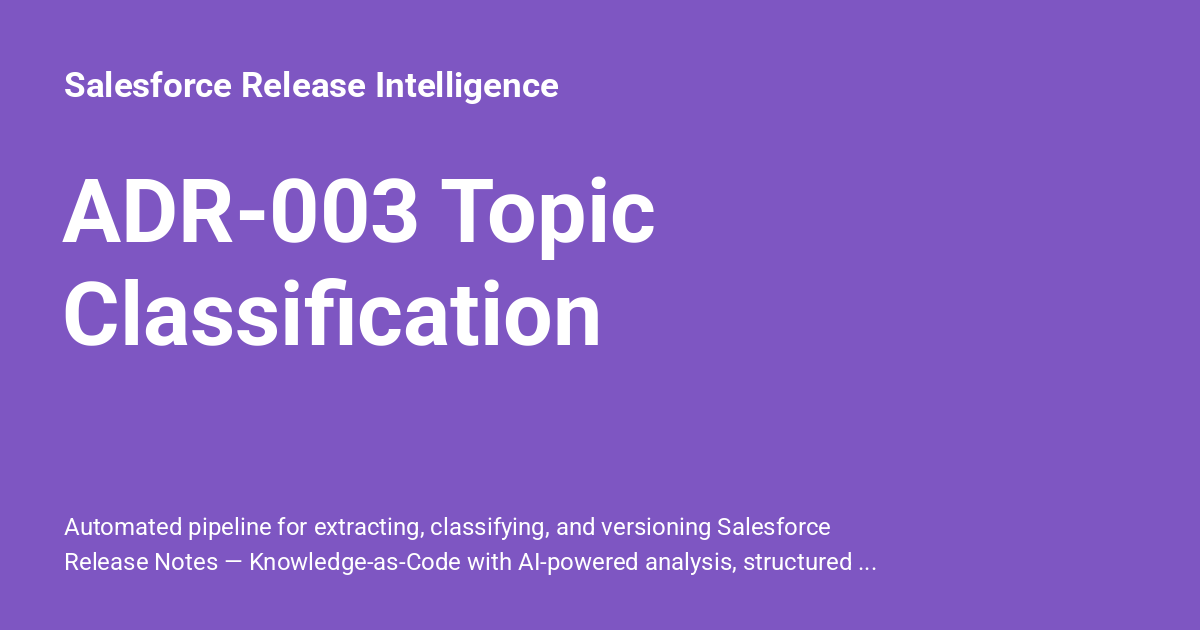 Salesforce Release Intelligence
ADR-003 Topic
Classification
Automated pipeline for extracting, classifying, and versioning Salesforce
Release Notes — Knowledge-as-Code with AI-powered analysis, structured ...